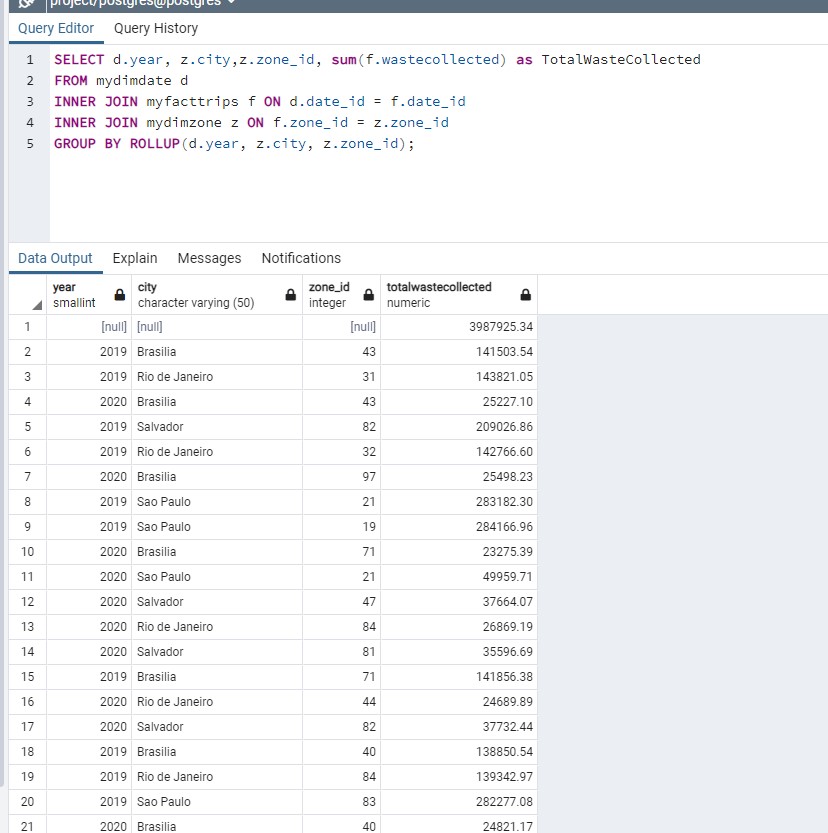 project/postgres@postgres
Query Editor Query History
1 SELECT d.year, z.city,z.zone_id, sum(f.wastecollected) as TotalWasteCollected
2 FROM mydimdate d
3 INNER JOIN myfacttrips f ON d.date_id = f.date_id
4 INNER JOIN mydimzone z ON f.zone_id = z.zone_id
5 GROUP BY ROLLUP(d.year, z.city, z.zone_id);
Data Output Explain Messages Notifications
year city zone_id totalwastecollected
smallint character varying (50) integer numeric
1 [null] [null] [null] 3987925.34
2 2019 Brasilia 43 141503.54
3 2019 Rio de Janeiro 31 143821.05
4 2020 Brasilia 43 25227.10
5 2019 Salvador 82 209026.86
6 2019 Rio de Janeiro 32 142766.60
7 2020 Brasilia 97 25498.23
8 2019 Sao Paulo 21 283182.30
9 2019 Sao Paulo 19 284166.96
10 2020 Brasilia 71 23275.39
11 2020 Sao Paulo 21 49959.71
12 2020 Salvador 47 37664.07
13 2020 Rio de Janeiro 84 26869.19
14 2020 Salvador 81 35596.69
15 2019 Brasilia 71 141856.38
16 2020 Rio de Janeiro 44 24689.89
17 2020 Salvador 82 37732.44
18 2019 Brasilia 40 138850.54
19 2019 Rio de Janeiro 84 139342.97
20 2019 Sao Paulo 83 282277.08
21 2020 Brasilia 40 24821.17